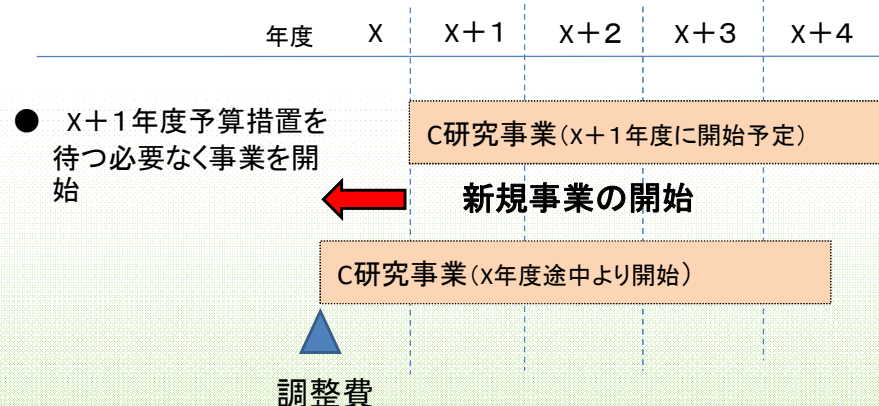 年度 X X+1 X+2 X+3 X+4
● X+1年度予算措置を
待つ必要なく事業を開
始
C研究事業(X+1年度に開始予定)
新規事業の開始
C研究事業(X年度途中より開始)
調整費